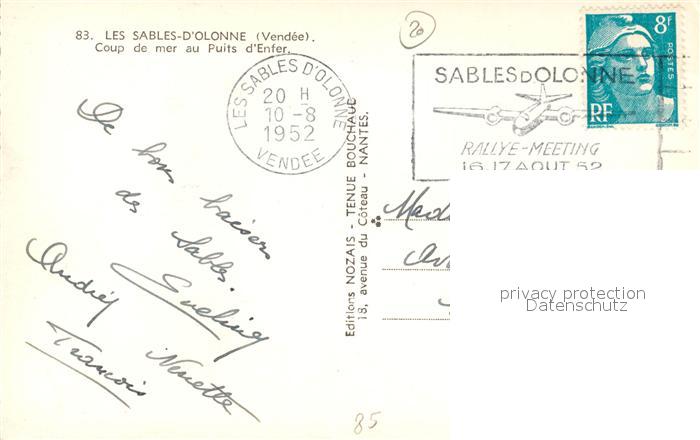 83. LES SABLES-D'OLONNE (Vendée).
Coup de mer au Puits d'Enfer.
20
LES SABLES D'OLONNE
20 H
10-8
1952
VENDÉE
SABLES D OLONNE
RALLYE-MEETING
16.17 AOUT 52
8F
POSTES
RF
De bons baisers
des Sables.
Eveline
Andrée
Nenette
François
Editions NOZAIS - TENUE BOUCHAUD
18, avenue du Côteau - NANTES.
privacy protection
Datenschutz
85